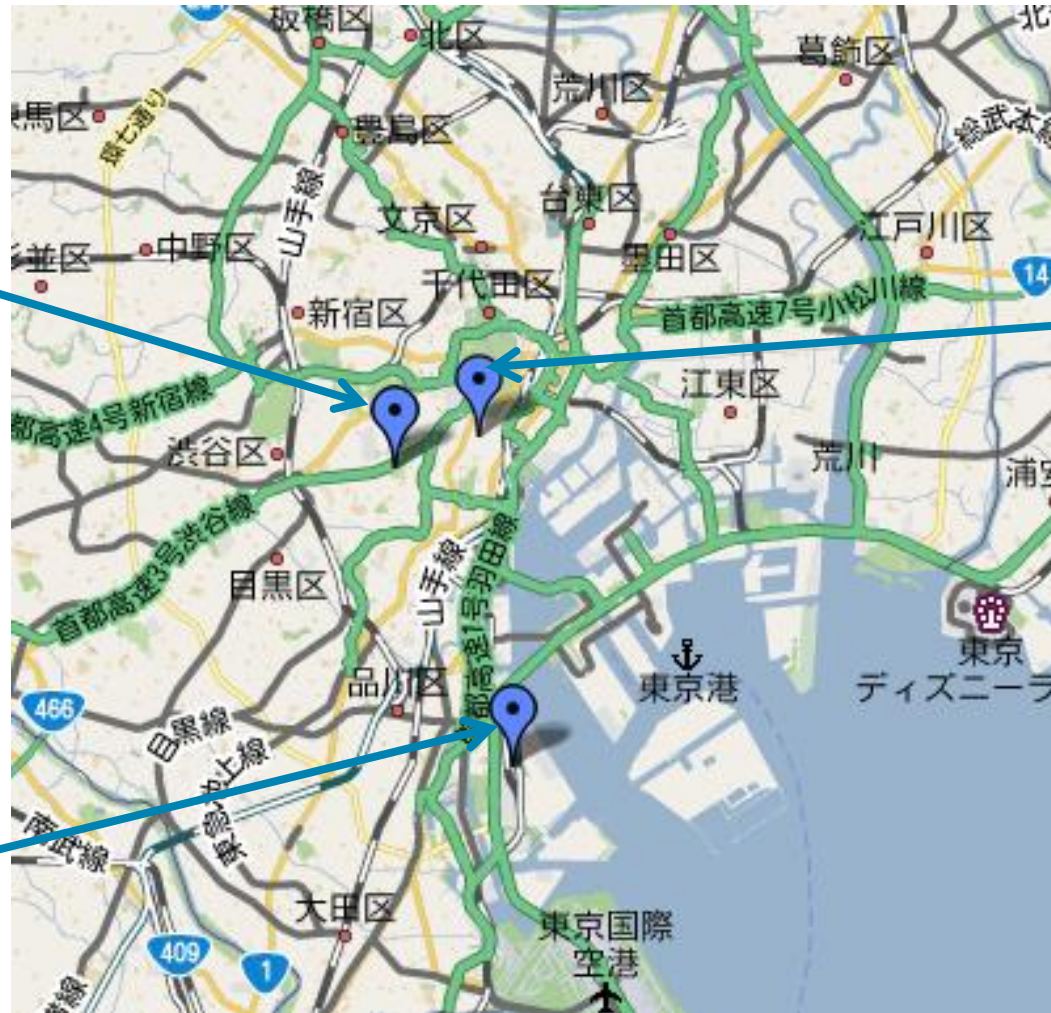 板橋区
北区
北
葛飾区
荒川区
練馬区
環七通り
豊島区
総武本線
山手線
台東区
文京区
江戸川区
中野区
墨田区
杉並区
千代田区
14
新宿区
首都高速7号小松川線
江東区
首都高速4号新宿線
渋谷区
荒川
浦安
首都高速3号渋谷線
山手線
首都高速1号羽田線
目黒区
東京
ディズニーラ
東京港
品川区
466
目黒線
東急池上線
南武線
大田区
東京国際
空港
409
1